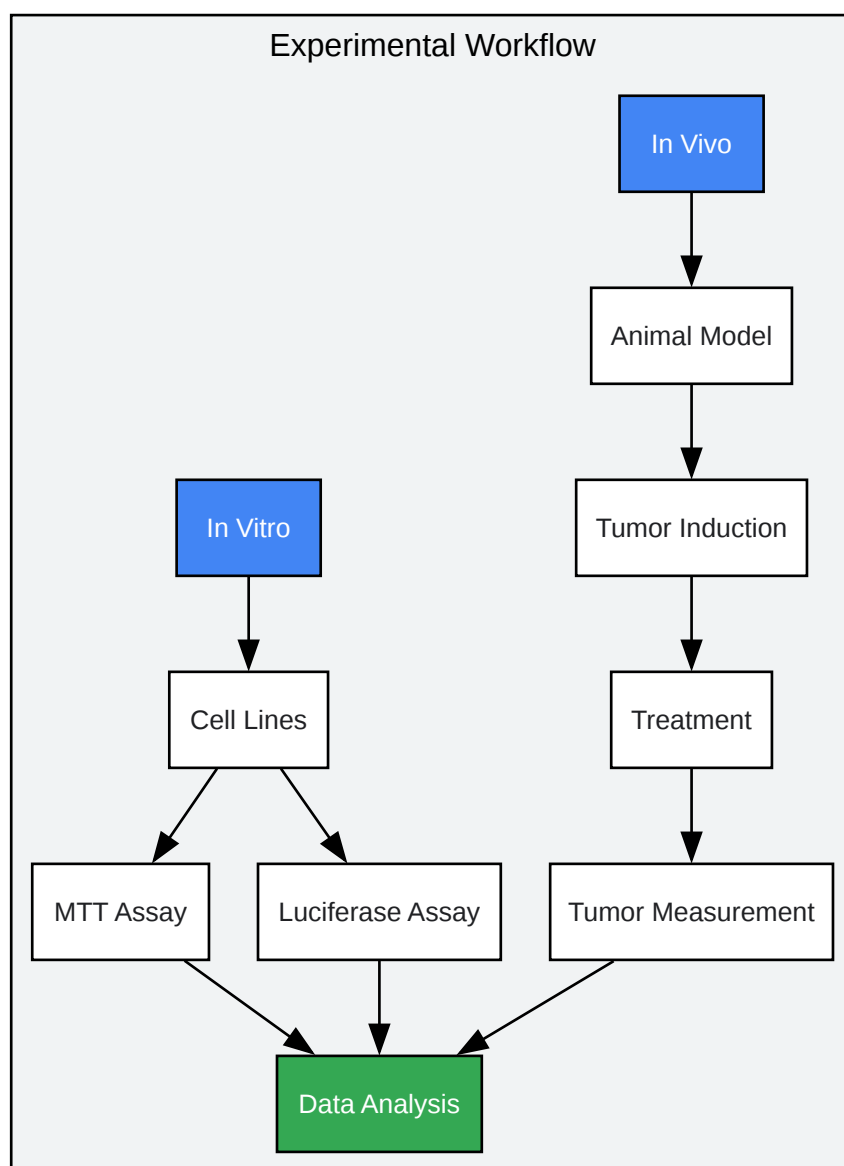 Experimental Workflow
In Vivo
Animal Model
In Vitro
Tumor Induction
Cell Lines
Treatment
MTT Assay
Luciferase Assay
Tumor Measurement
Data Analysis